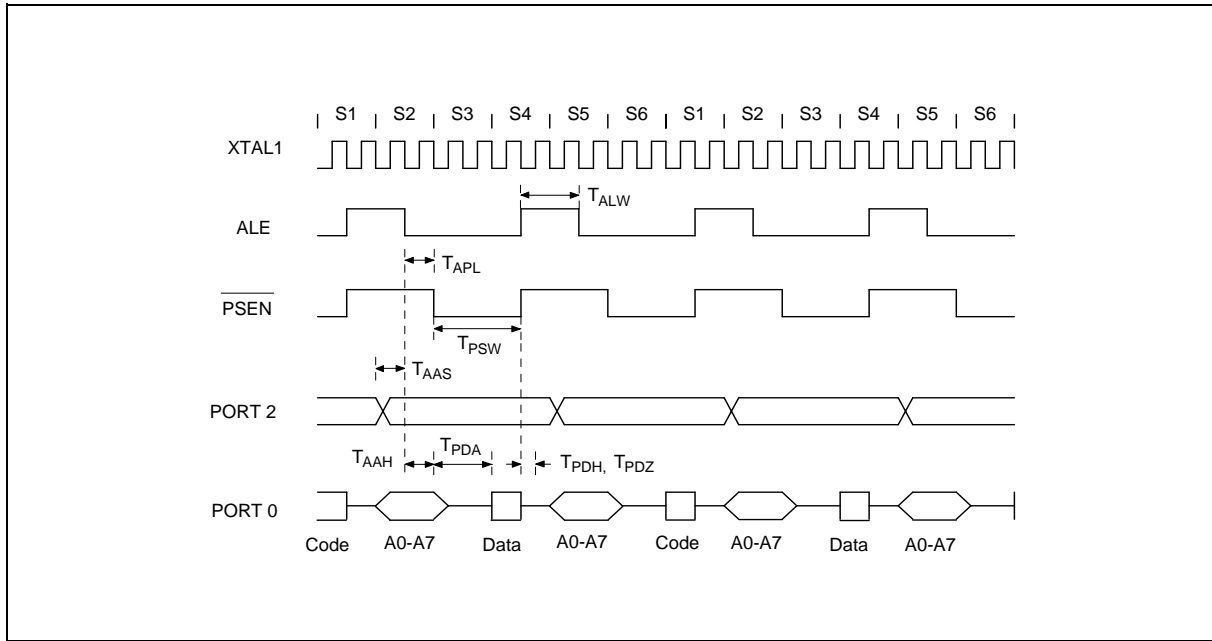 S1 S2 S3 S4 S5 S6 S1 S2 S3 S4 S5 S6
XTAL1
TALW
ALE
TAPL
PSEN
TPSW
TAAS
PORT 2
TAAH TPDA TPDH, TPDZ
PORT 0
Code A0-A7 Data A0-A7 Code A0-A7 Data A0-A7